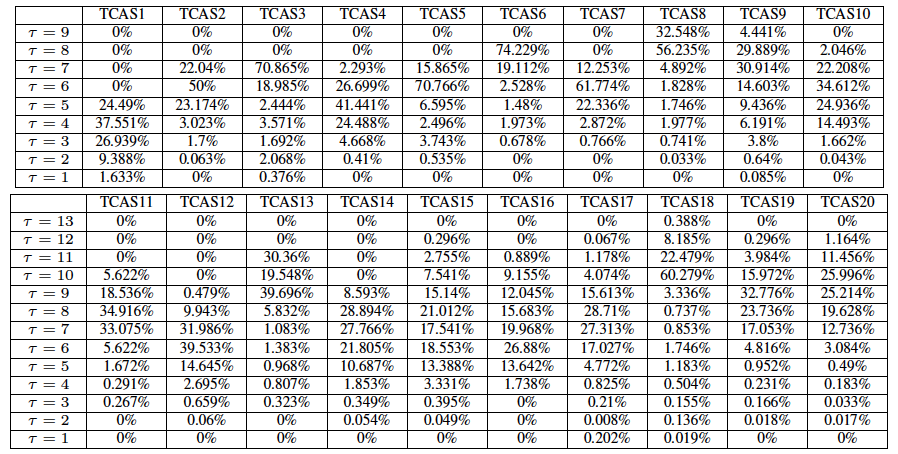 TCAS1 TCAS2 TCAS3 TCAS4 TCAS5 TCAS6 TCAS7 TCAS8 TCAS9 TCAS10
τ = 9 0% 0% 0% 0% 0% 0% 0% 32.548% 4.441% 0%
τ = 8 0% 0% 0% 0% 0% 74.229% 0% 56.235% 29.889% 2.046%
τ = 7 0% 22.04% 70.865% 2.293% 15.865% 19.112% 12.253% 4.892% 30.914% 22.208%
τ = 6 0% 50% 18.985% 26.699% 70.766% 2.528% 61.774% 1.828% 14.603% 34.612%
τ = 5 24.49% 23.174% 2.444% 41.441% 6.595% 1.48% 22.336% 1.746% 9.436% 24.936%
τ = 4 37.551% 3.023% 3.571% 24.488% 2.496% 1.973% 2.872% 1.977% 6.191% 14.493%
τ = 3 26.939% 1.7% 1.692% 4.668% 3.743% 0.678% 0.766% 0.741% 3.8% 1.662%
τ = 2 9.388% 0.063% 2.068% 0.41% 0.535% 0% 0% 0.033% 0.64% 0.043%
τ = 1 1.633% 0% 0.376% 0% 0% 0% 0% 0% 0.085% 0%
TCAS11 TCAS12 TCAS13 TCAS14 TCAS15 TCAS16 TCAS17 TCAS18 TCAS19 TCAS20
τ = 13 0% 0% 0% 0% 0% 0% 0% 0.388% 0% 0%
τ = 12 0% 0% 0% 0% 0.296% 0% 0.067% 8.185% 0.296% 1.164%
τ = 11 0% 0% 30.36% 0% 2.755% 0.889% 1.178% 22.479% 3.984% 11.456%
τ = 10 5.622% 0% 19.548% 0% 7.541% 9.155% 4.074% 60.279% 15.972% 25.996%
τ = 9 18.536% 0.479% 39.696% 8.593% 15.14% 12.045% 15.613% 3.336% 32.776% 25.214%
τ = 8 34.916% 9.943% 5.832% 28.894% 21.012% 15.683% 28.71% 0.737% 23.736% 19.628%
τ = 7 33.075% 31.986% 1.083% 27.766% 17.541% 19.968% 27.313% 0.853% 17.053% 12.736%
τ = 6 5.622% 39.533% 1.383% 21.805% 18.553% 26.88% 17.027% 1.746% 4.816% 3.084%
τ = 5 1.672% 14.645% 0.968% 10.687% 13.388% 13.642% 4.772% 1.183% 0.952% 0.49%
τ = 4 0.291% 2.695% 0.807% 1.853% 3.331% 1.738% 0.825% 0.504% 0.231% 0.183%
τ = 3 0.267% 0.659% 0.323% 0.349% 0.395% 0% 0.21% 0.155% 0.166% 0.033%
τ = 2 0% 0.06% 0% 0.054% 0.049% 0% 0.008% 0.136% 0.018% 0.017%
τ = 1 0% 0% 0% 0% 0% 0% 0.202% 0.019% 0% 0%